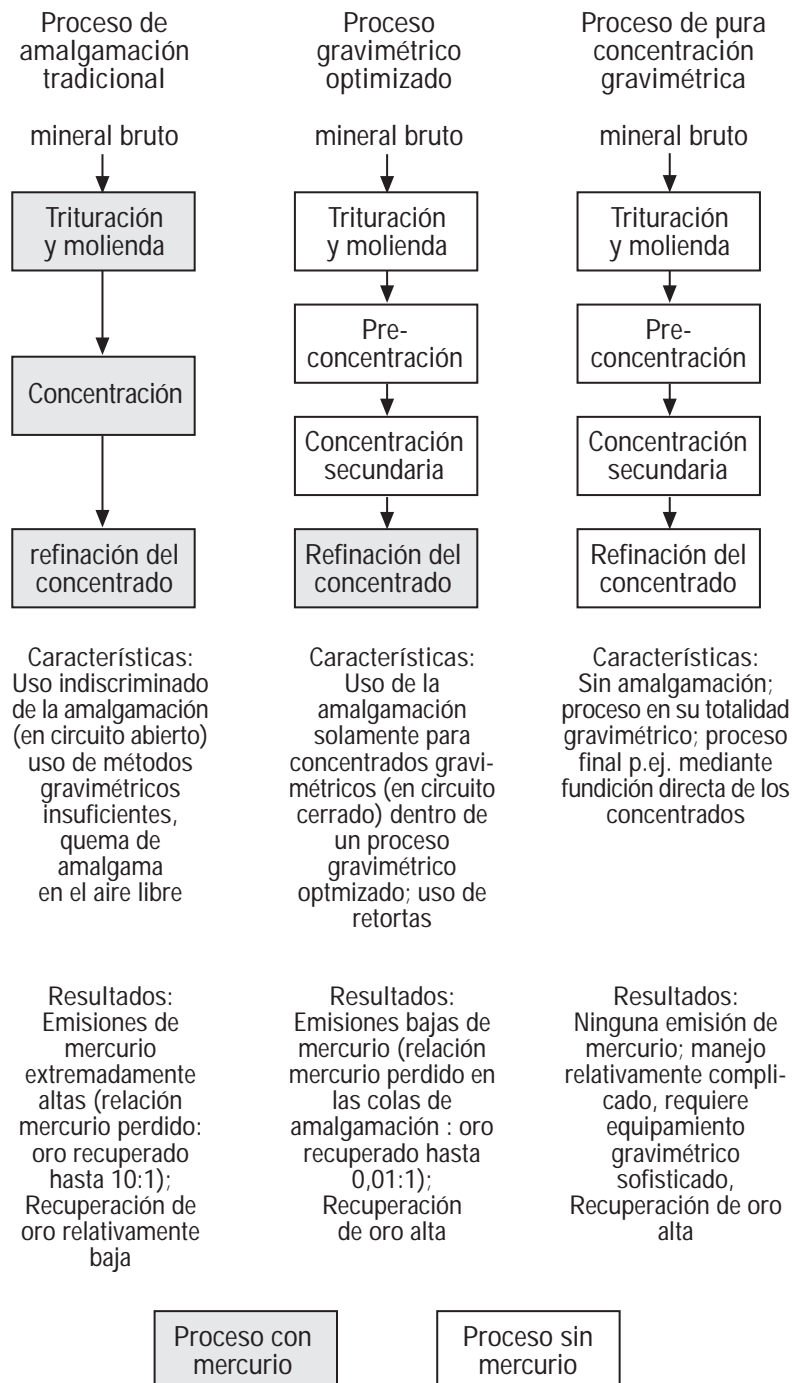 Proceso de
amalgamación
tradicional
mineral bruto
Trituración
y molienda
Concentración
refinación del
concentrado
Características:
Uso indiscriminado
de la amalgamación
(en circuito abierto)
uso de métodos
gravimétricos
insuficientes,
quema de
amalgama
en el aire libre
Resultados:
Emisiones de
mercurio
extremadamente
altas (relación
mercurio perdido:
oro recuperado
hasta 10:1);
Recuperación de
oro relativamente
baja
Proceso
gravimétrico
optimizado
mineral bruto
Trituración
y molienda
Pre-
concentración
Concentración
secundaria
Refinación del
concentrado
Características:
Uso de la
amalgamación
solamente para
concentrados gravi-
métricos (en circuito
cerrado) dentro de
un proceso
gravimétrico
optmizado; uso de
retortas
Resultados:
Emisiones bajas de
mercurio (relación
mercurio perdido en
las colas de
amalgamación : oro
recuperado hasta
0,01:1);
Recuperación
de oro alta
Proceso de pura
concentración
gravimétrica
mineral bruto
Trituración
y molienda
Pre-
concentración
Concentración
secundaria
Refinación del
concentrado
Características:
Sin amalgamación;
proceso en su totalidad
gravimétrico; proceso
final p.ej. mediante
fundición directa de los
concentrados
Resultados:
Ninguna emisión de
mercurio; manejo
relativamente compli-
cado, requiere
equipamiento
gravimétrico
sofisticado,
Recuperación de oro
alta
Proceso con
mercurio
Proceso sin
mercurio